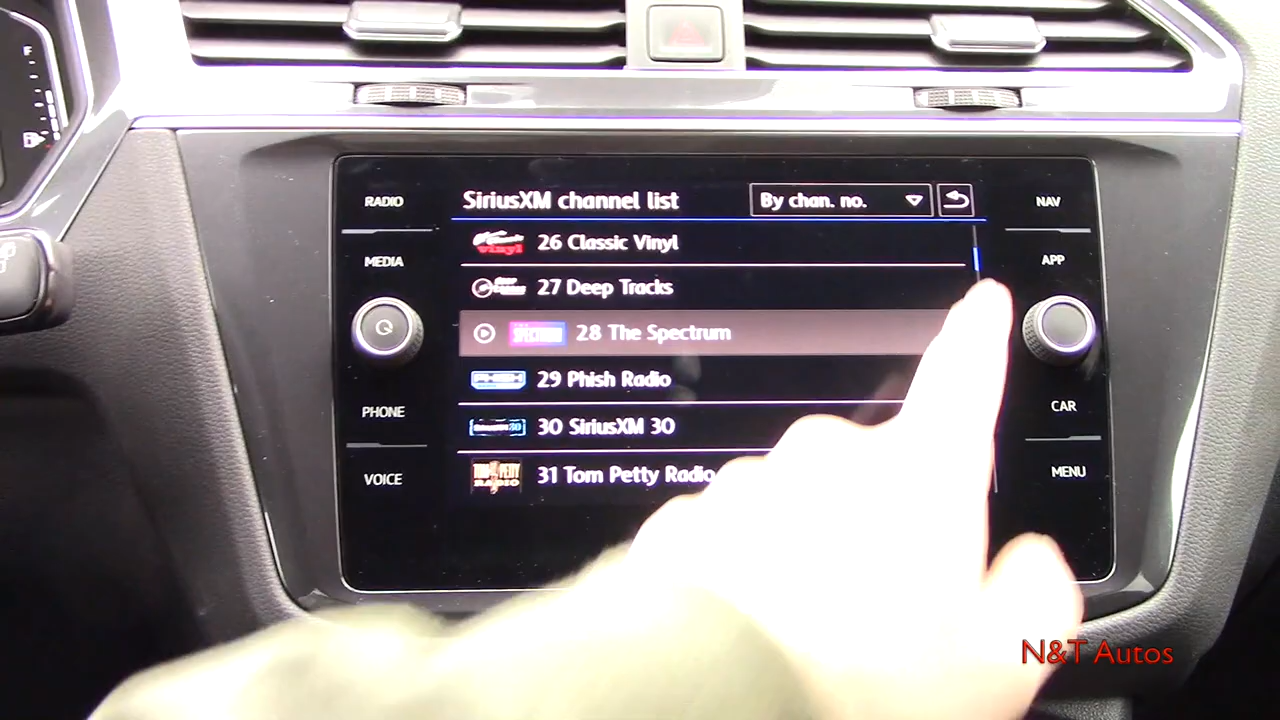 F
RADIO
MEDIA
PHONE
VOICE
SiriusXM channel list
By chan. no.
26 Classic Vinyl
27 Deep Tracks
SPECTRUM
28 The Spectrum
29 Phish Radio
30 SiriusXM 30
31 Tom Petty Radio
NAV
APP
CAR
MENU
N&T Autos